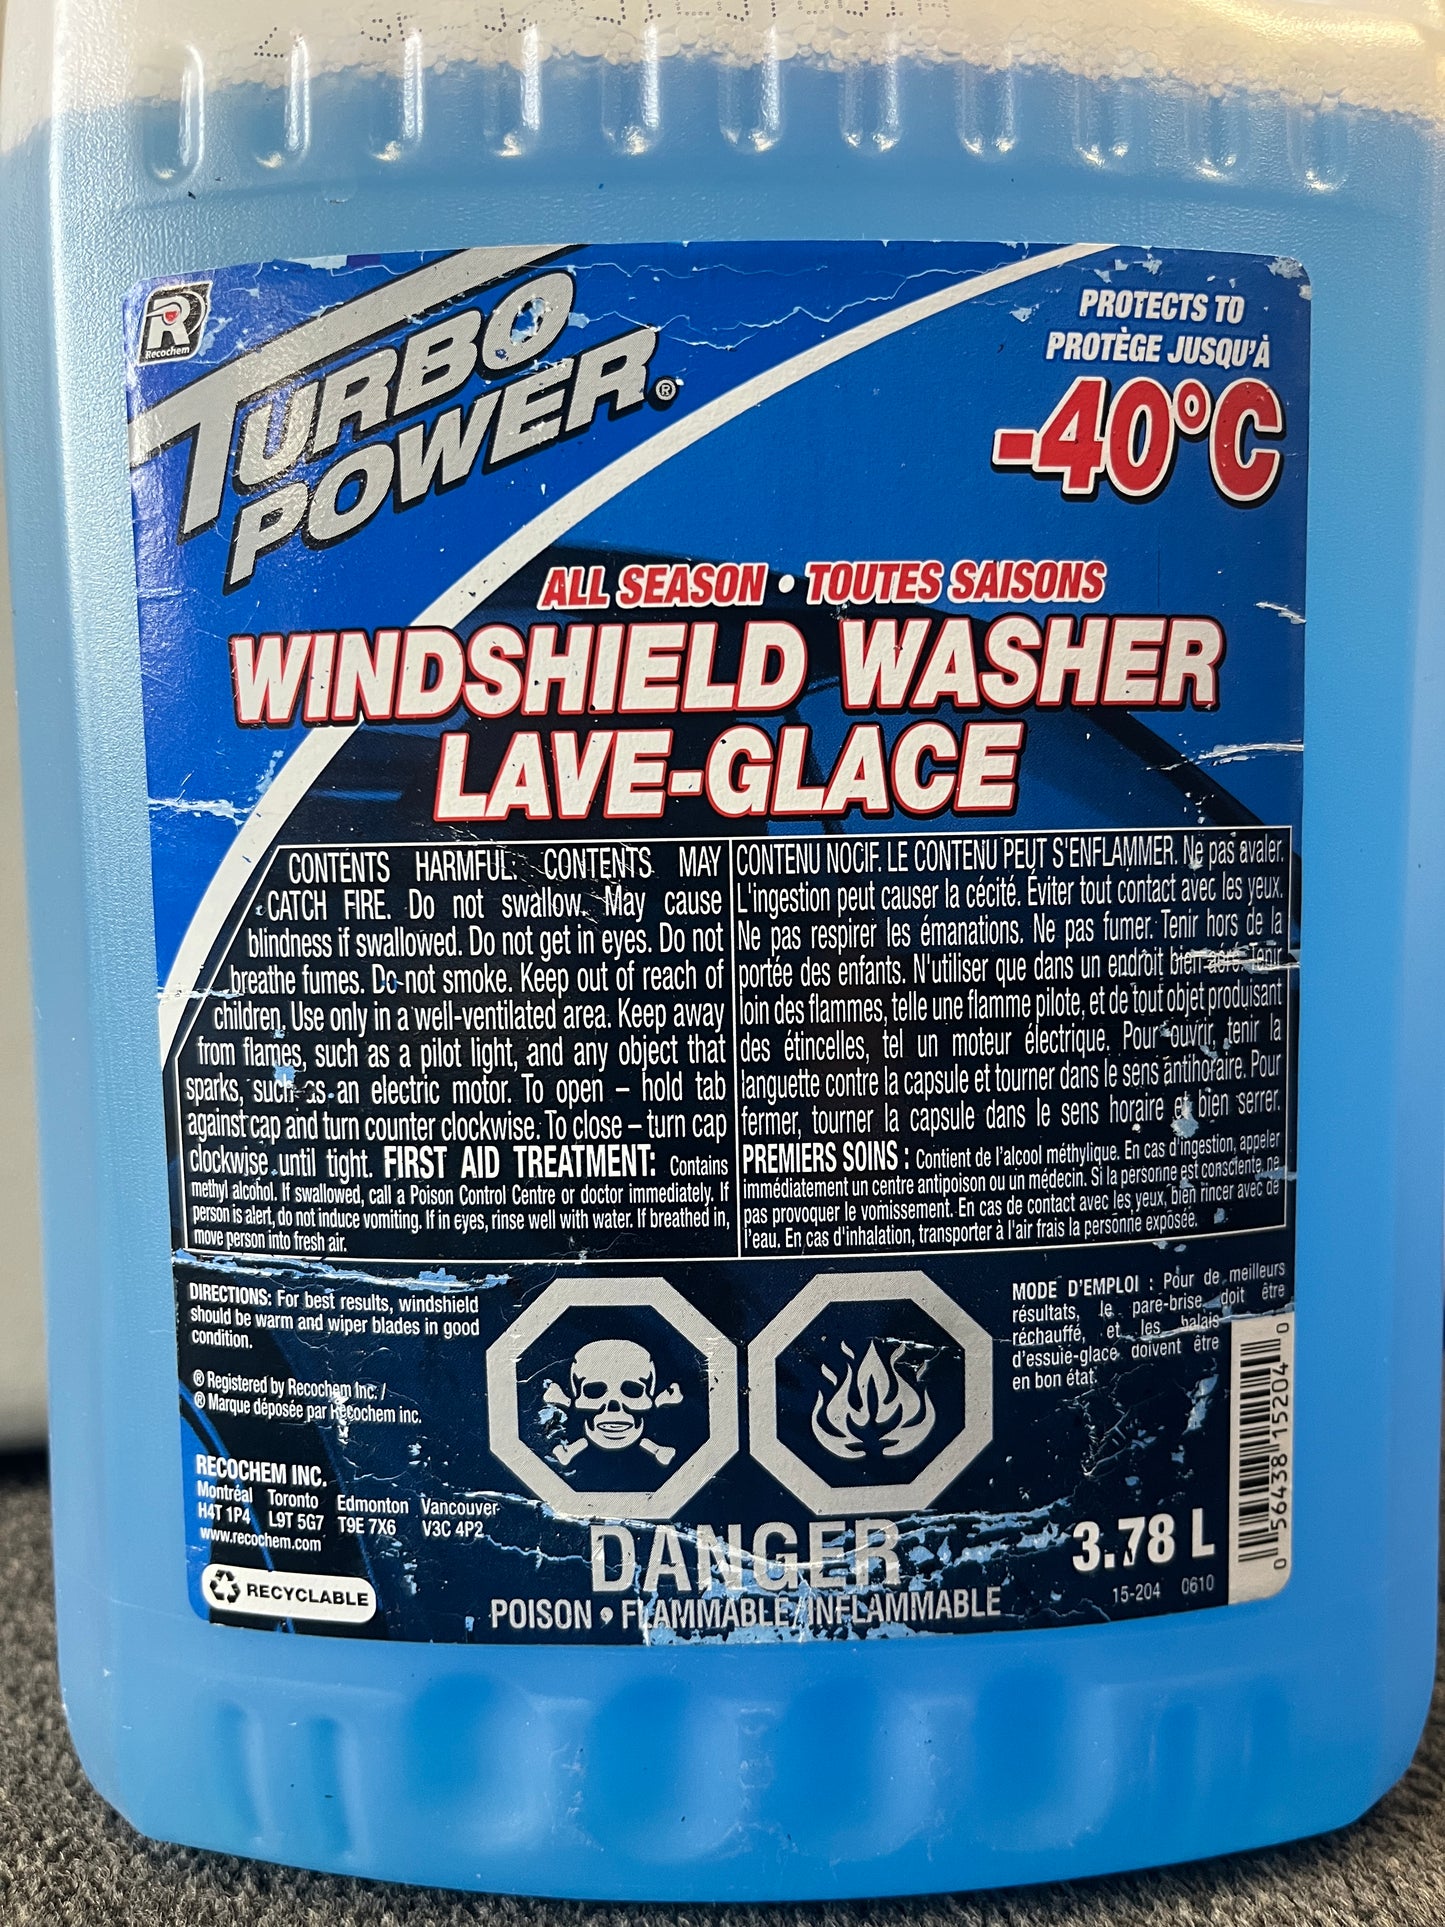 Recochem
TURBO
POWER®
PROTECTS TO
PROTÈGE JUSQU'À
-40°C
ALL SEASON • TOUTES SAISONS
WINDSHIELD WASHER
LAVE-GLACE
CONTENTS HARMFUL. CONTENTS MAY
CATCH FIRE. Do not swallow. May cause
blindness if swallowed. Do not get in eyes. Do not
breathe fumes. Do not smoke. Keep out of reach of
children. Use only in a well-ventilated area. Keep away
from flames, such as a pilot light, and any object that
sparks, such as an electric motor. To open – hold tab
against cap and turn counter clockwise. To close – turn cap
clockwise until tight. FIRST AID TREATMENT: Contains
methyl alcohol. If swallowed, call a Poison Control Centre or doctor immediately. If
person is alert, do not induce vomiting. If in eyes, rinse well with water. If breathed in,
move person into fresh air.
CONTENU NOCIF. LE CONTENU PEUT S'ENFLAMMER. Ne pas avaler.
L'ingestion peut causer la cécité. Éviter tout contact avec les yeux.
Ne pas respirer les émanations. Ne pas fumer. Tenir hors de la
portée des enfants. N'utiliser que dans un endroit bien aéré. Tenir
loin des flammes, telle une flamme pilote, et de tout objet produisant
des étincelles, tel un moteur électrique. Pour ouvrir, tenir la
languette contre la capsule et tourner dans le sens antihoraire. Pour
fermer, tourner la capsule dans le sens horaire et bien serrer.
PREMIERS SOINS : Contient de l'alcool méthylique. En cas d'ingestion, appeler
immédiatement un centre antipoison ou un médecin. Si la personne est consciente, ne
pas provoquer le vomissement. En cas de contact avec les yeux, bien rincer avec de
l'eau. En cas d'inhalation, transporter à l'air frais la personne exposée.
DIRECTIONS: For best results, windshield
should be warm and wiper blades in good
condition.
® Registered by Recochem Inc. /
® Marque déposée par Recochem inc.
RECOCHEM INC.
Montréal Toronto Edmonton Vancouver
H4T 1P4 L9T 5G7 T9E 7X6 V3C 4P2
www.recochem.com
RECYCLABLE
DANGER
POISON • FLAMMABLE/INFLAMMABLE
MODE D'EMPLOI : Pour de meilleurs
résultats, le pare-brise doit être
réchauffé, et les balais
d'essuie-glace doivent être
en bon état.
3.78 L
15-204 0610
0 56438 15204 0